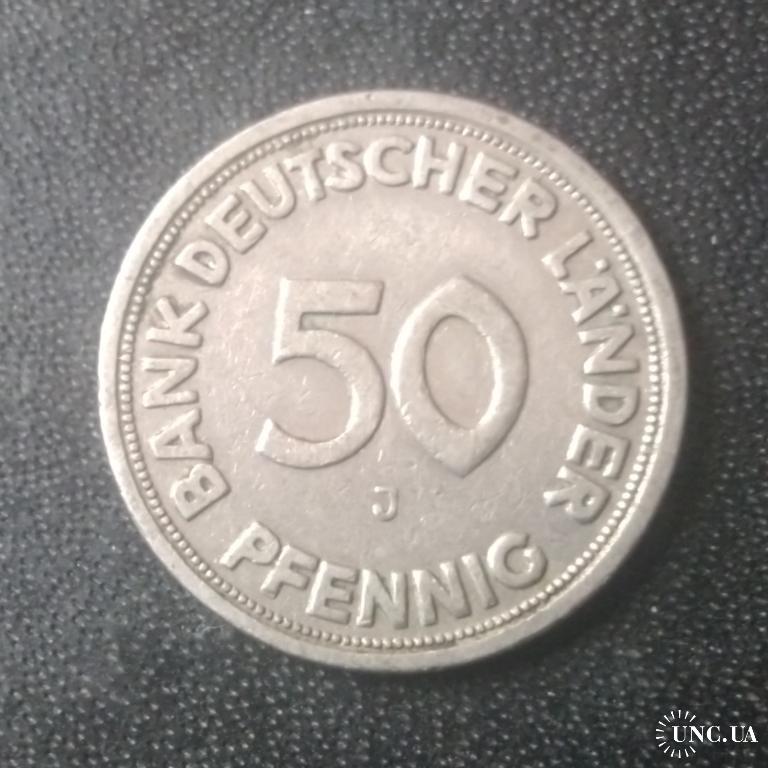 BANK DEUTSCHER LÄNDER
50
J
PFENNIG
UNC.UA